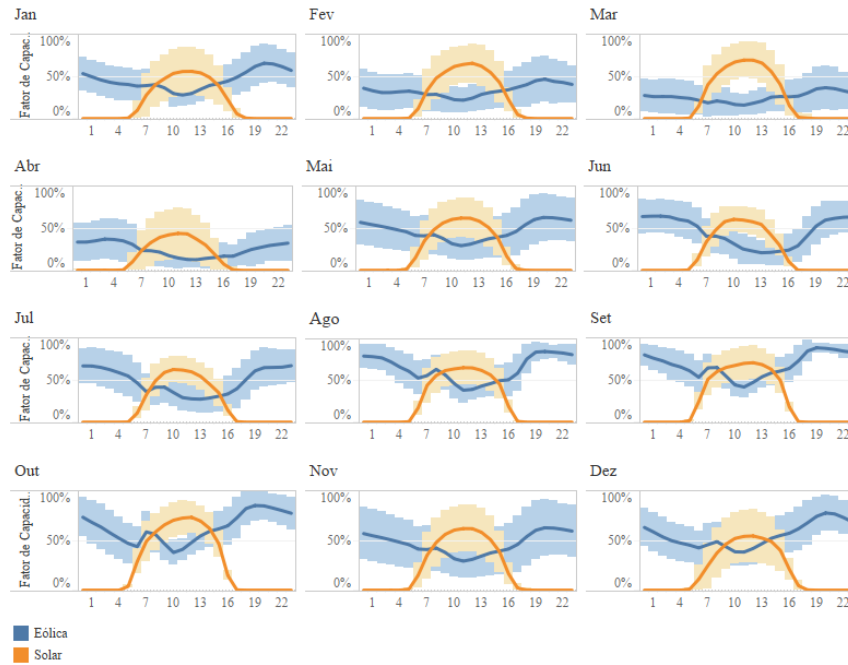 Jan Fev Mar
Fator de Capac..
100% 100% 100%
50% 50% 50%
0% 0% 0%
1 4 7 10 13 16 19 22 1 4 7 10 13 16 19 22 1 4 7 10 13 16 19 22
Abr Mai Jun
Fator de Capac..
100% 100% 100%
50% 50% 50%
0% 0% 0%
1 4 7 10 13 16 19 22 1 4 7 10 13 16 19 22 1 4 7 10 13 16 19 22
Jul Ago Set
Fator de Capac..
100% 100% 100%
50% 50% 50%
0% 0% 0%
1 4 7 10 13 16 19 22 1 4 7 10 13 16 19 22 1 4 7 10 13 16 19 22
Out Nov Dez
Fator de Capacid..
100% 100% 100%
50% 50% 50%
0% 0% 0%
1 4 7 10 13 16 19 22 1 4 7 10 13 16 19 22 1 4 7 10 13 16 19 22
Eólica
Solar